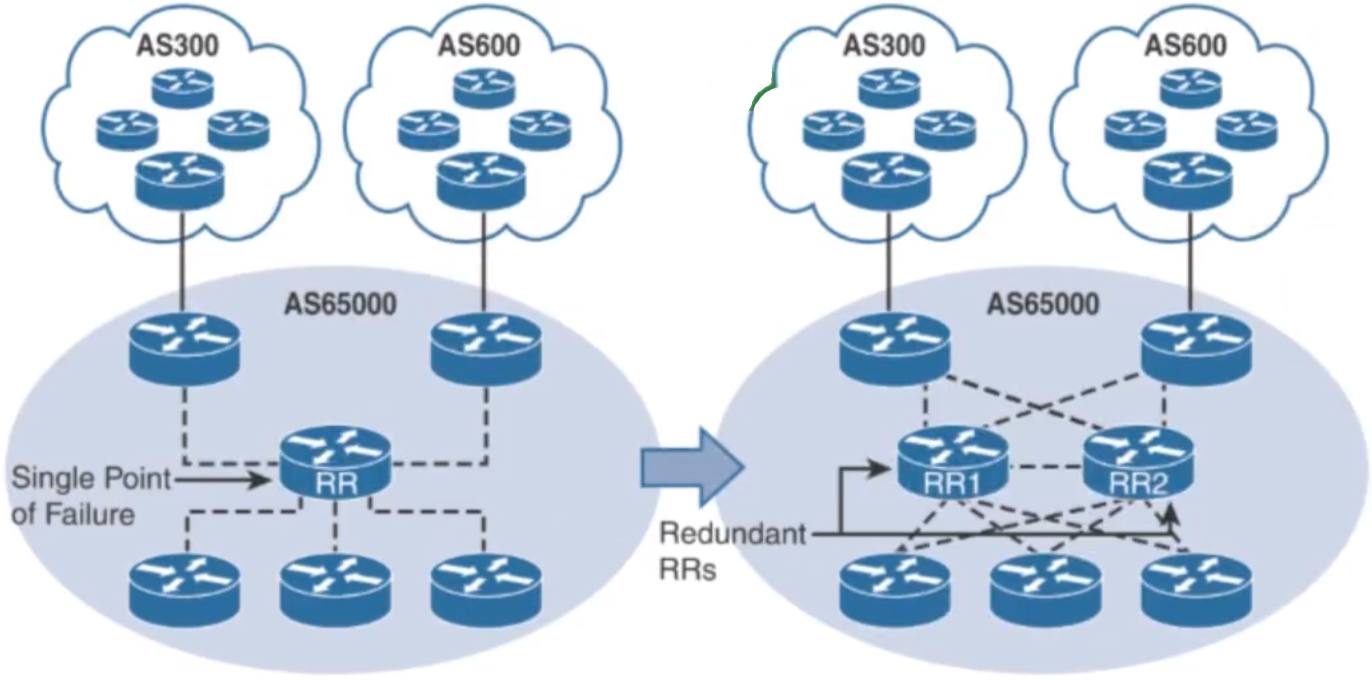 AS300
AS600
AS65000
RR
Single Point
of Failure
AS300
AS600
AS65000
RR1
RR2
Redundant
RRs